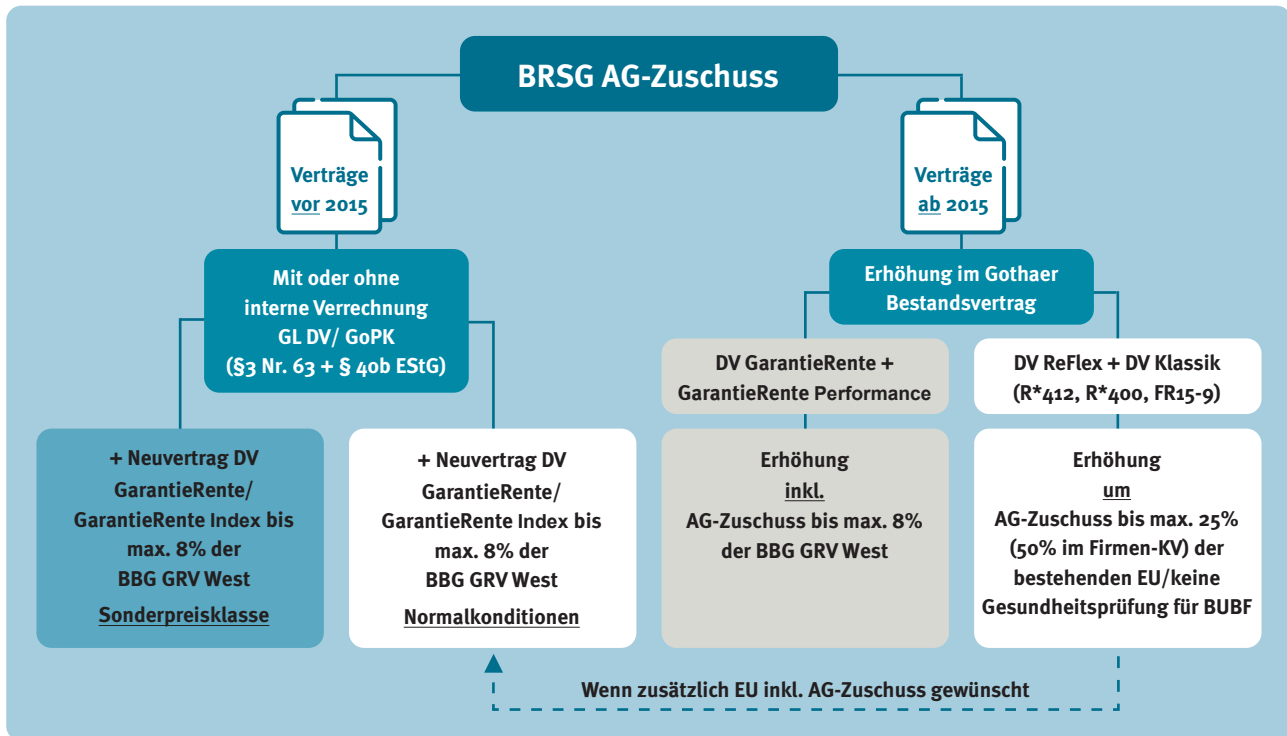 BRSG AG-Zuschuss
Verträge
vor 2015
Mit oder ohne
interne Verrechnung
GL DV/ GoPK
(§3 Nr. 63 + § 40b EStG)
+ Neuvertrag DV
GarantieRente/
GarantieRente Index bis
max. 8% der
BBG GRV West
Sonderpreisklasse
+ Neuvertrag DV
GarantieRente/
GarantieRente Index bis
max. 8% der
BBG GRV West
Normalkonditionen
Verträge
ab 2015
Erhöhung im Gothaer
Bestandsvertrag
DV GarantieRente +
GarantieRente Performance
Erhöhung
inkl.
AG-Zuschuss bis max. 8%
der BBG GRV West
DV ReFlex + DV Klassik
(R*412, R*400, FR15-9)
Erhöhung
um
AG-Zuschuss bis max. 25%
(50% im Firmen-KV) der
bestehenden EU/keine
Gesundheitsprüfung für BUBF
Wenn zusätzlich EU inkl. AG-Zuschuss gewünscht